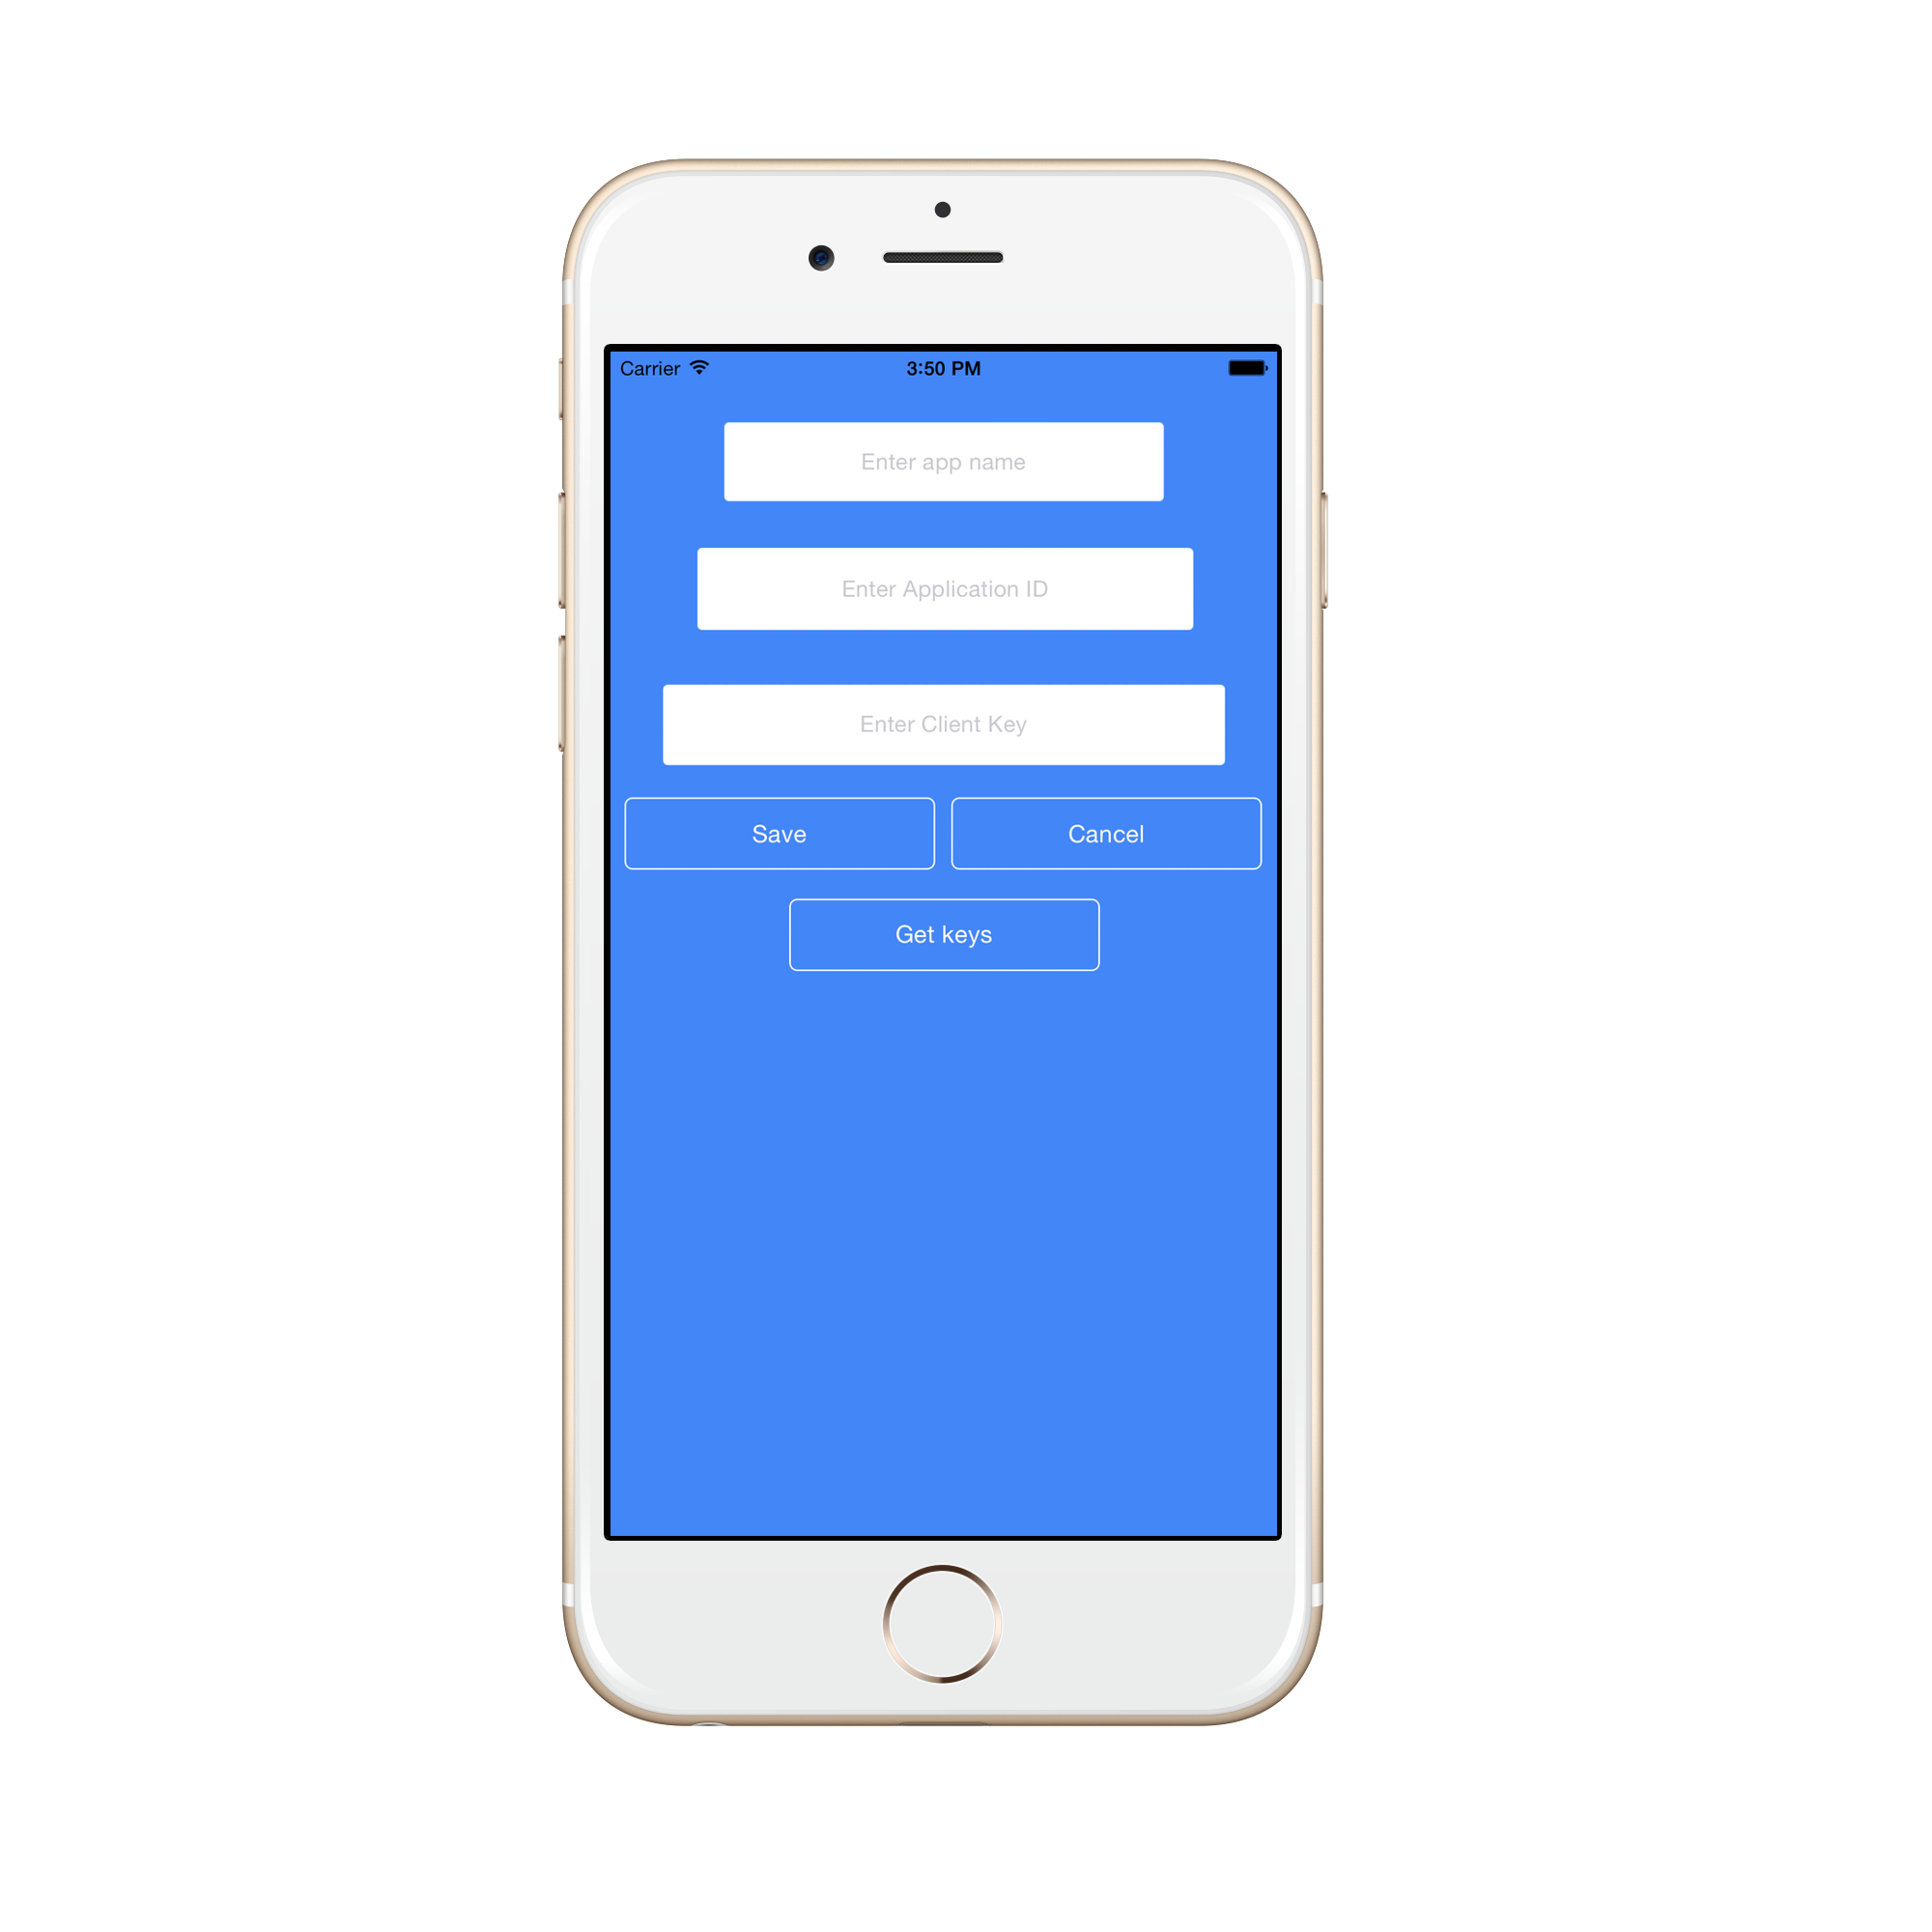 Carrier 3:50 PM
Enter app name
Enter Application ID
Enter Client Key
Save Cancel
Get keys